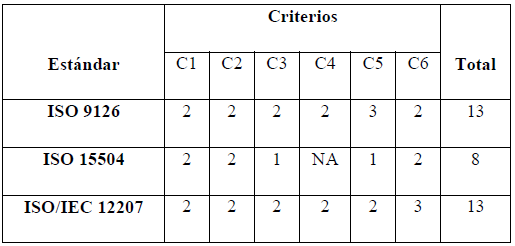 Criterios
Estándar C1 C2 C3 C4 C5 C6 Total
ISO 9126 2 2 2 2 3 2 13
ISO 15504 2 2 1 NA 1 2 8
ISO/IEC 12207 2 2 2 2 2 3 13